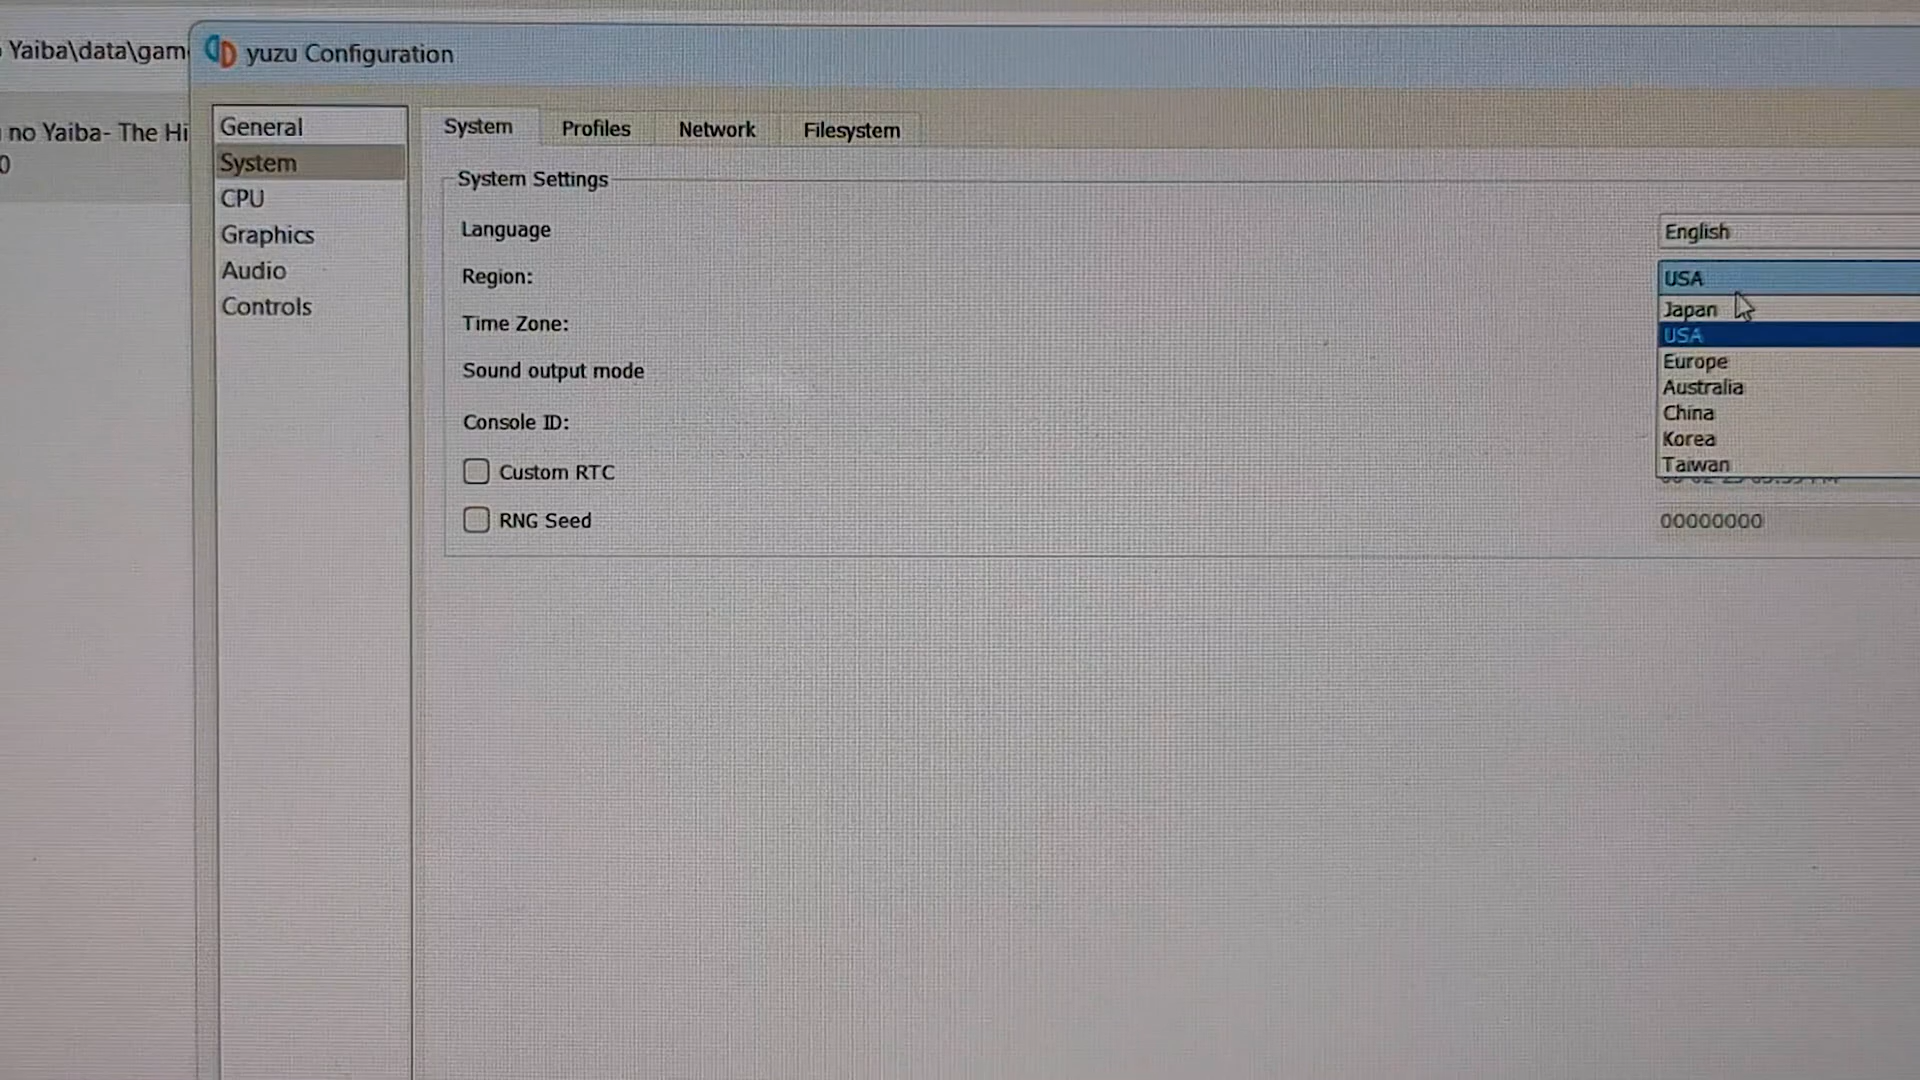 Yaiba\data\gam
yuzu Configuration
no Yaiba- The Hi
0
General
System
CPU
Graphics
Audio
Controls
System
Profiles
Network
Filesystem
System Settings
Language
English
Region:
USA
Time Zone:
Sound output mode
Console ID:
Custom RTC
RNG Seed
Japan
USA
Europe
Australia
China
Korea
Taiwan
00000000